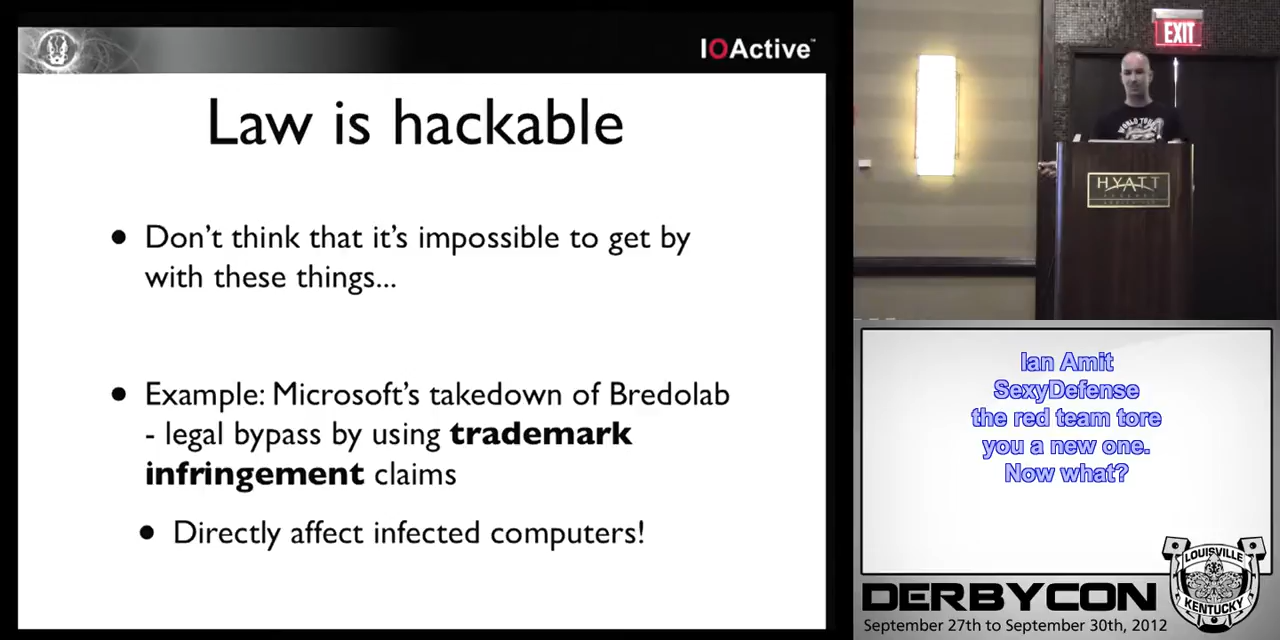 IOActive™
Law is hackable
• Don't think that it's impossible to get by
with these things...
• Example: Microsoft's takedown of Bredolab
- legal bypass by using trademark
infringement claims
• Directly affect infected computers!
EXIT
WORLD
HYATT
Ian Amit
SexyDefense
the red team tore
you a new one.
Now what?
LOUISVILLE
KENTUCKY
DERBYCON
September 27th to September 30th, 2012